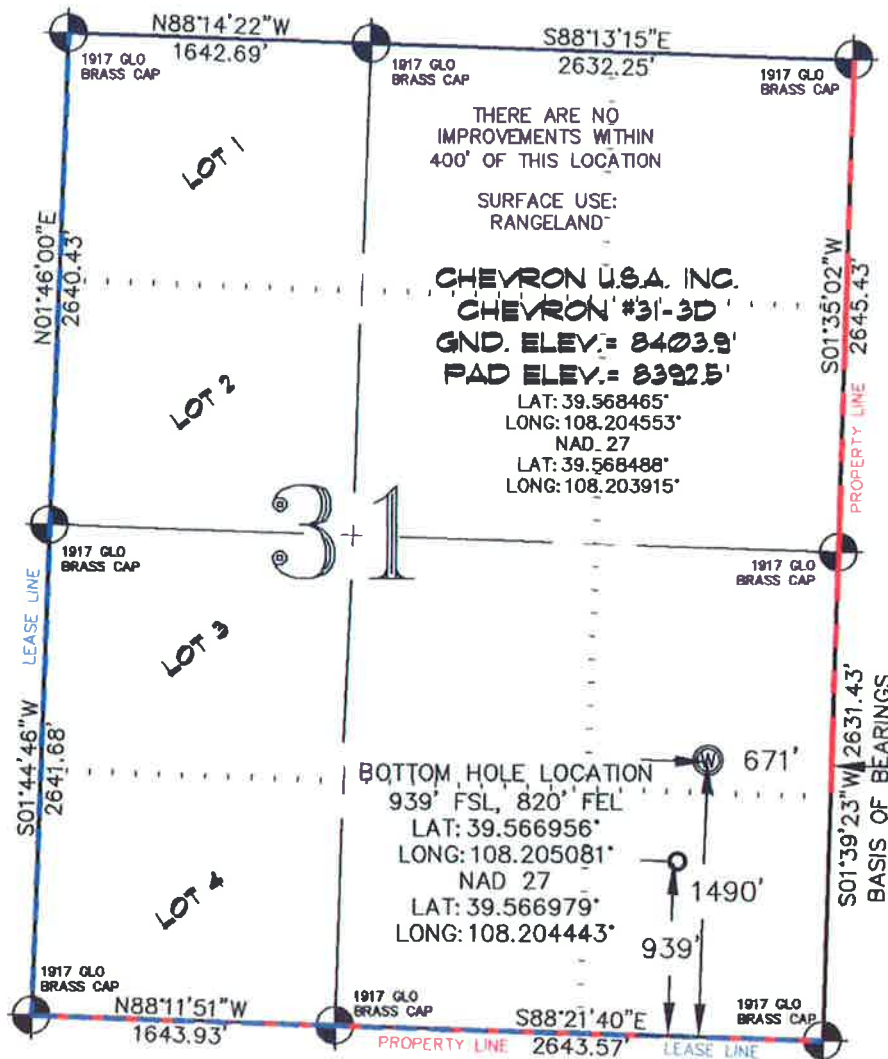 N88°14'22"W
1642.69'
S88°13'15"E
2632.25'
1917 GLO
BRASS CAP
1917 GLO
BRASS CAP
1917 GLO
BRASS CAP
THERE ARE NO
IMPROVEMENTS WITHIN
400' OF THIS LOCATION
SURFACE USE:
RANGELAND
LOT 1
N01°46'00"E
2640.43'
CHEVRON U.S.A. INC.
CHEVRON #31-3D
GND. ELEV.= 8403.9'
PAD ELEV.= 8392.5'
LAT: 39.568465°
LONG: 108.204553°
NAD 27
LAT: 39.568488°
LONG: 108.203915°
S01°35'02"W
2645.43'
PROPERTY LINE
LOT 2
31
1917 GLO
BRASS CAP
1917 GLO
BRASS CAP
LEASE LINE
LOT 3
S01°44'46"W
2641.68'
W
671'
BOTTOM HOLE LOCATION
939' FSL, 820' FEL
LAT: 39.566956°
LONG: 108.205081°
NAD 27
LAT: 39.566979°
LONG: 108.204443°
1490'
939'
S01°39'23"W 2631.43'
BASIS OF BEARINGS
LOT 4
1917 GLO
BRASS CAP
1917 GLO
BRASS CAP
1917 GLO
BRASS CAP
N88°11'51"W
1643.93'
S88°21'40"E
2643.57'
PROPERTY LINE
LEASE LINE